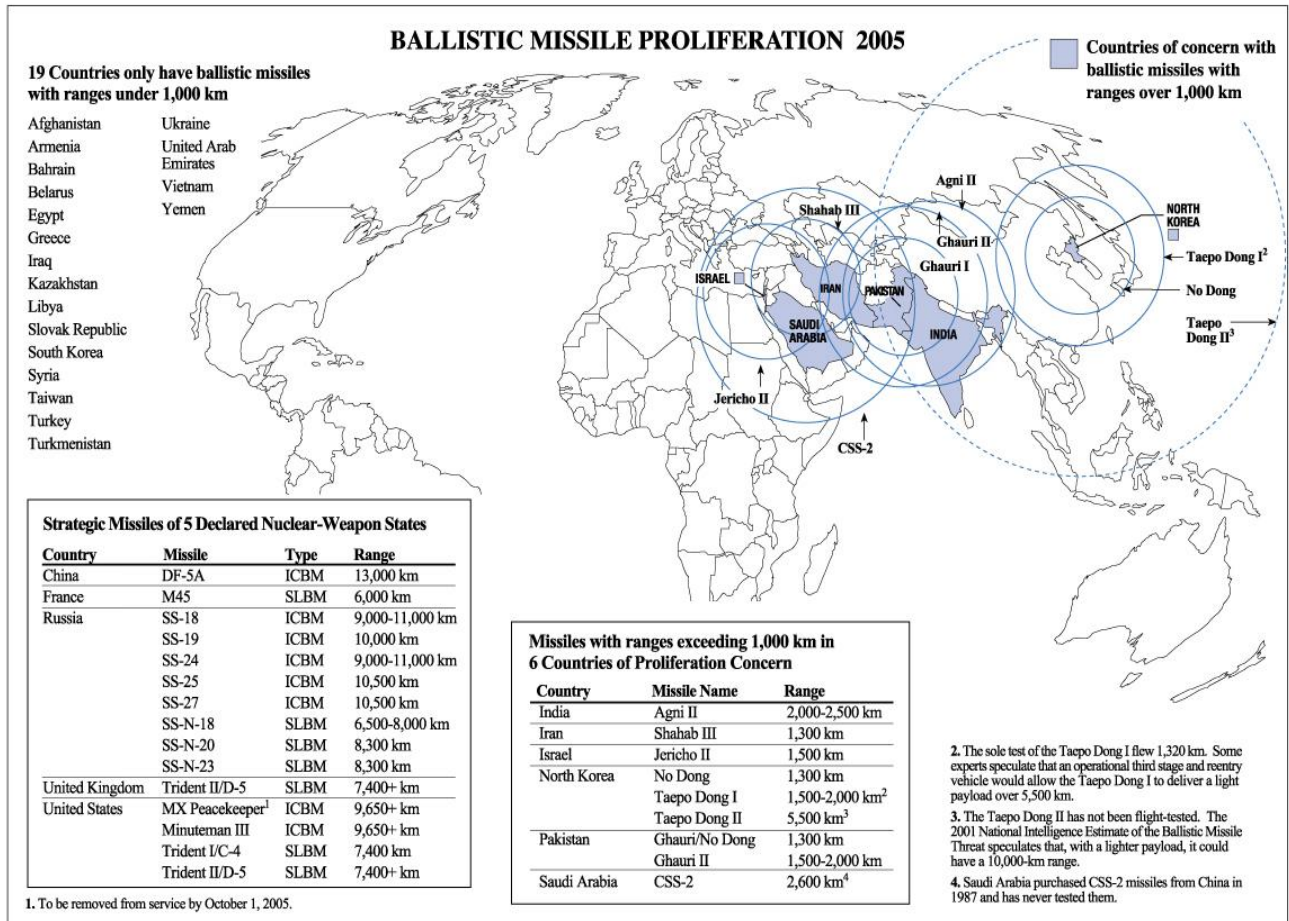 BALLISTIC MISSILE PROLIFERATION 2005
19 Countries only have ballistic missiles
with ranges under 1,000 km
Afghanistan
Armenia
Bahrain
Belarus
Egypt
Greece
Iraq
Kazakhstan
Libya
Slovak Republic
South Korea
Syria
Taiwan
Turkey
Turkmenistan
Ukraine
United Arab
Emirates
Vietnam
Yemen
Countries of concern with
ballistic missiles with
ranges over 1,000 km
Agni II
Shahab III
Ghauri II
Ghauri I
NORTH
KOREA
Taepo Dong I²
No Dong
Taepo
Dong II³
ISRAEL
IRAN
PAKISTAN
SAUDI
ARABIA
INDIA
Jericho II
CSS-2
Strategic Missiles of 5 Declared Nuclear-Weapon States
Country Missile Type Range
China DF-5A ICBM 13,000 km
France M45 SLBM 6,000 km
Russia SS-18 ICBM 9,000-11,000 km
SS-19 ICBM 10,000 km
SS-24 ICBM 9,000-11,000 km
SS-25 ICBM 10,500 km
SS-27 ICBM 10,500 km
SS-N-18 SLBM 6,500-8,000 km
SS-N-20 SLBM 8,300 km
SS-N-23 SLBM 8,300 km
United Kingdom Trident II/D-5 SLBM 7,400+ km
United States MX Peacekeeper¹ ICBM 9,650+ km
Minuteman III ICBM 9,650+ km
Trident I/C-4 SLBM 7,400 km
Trident II/D-5 SLBM 7,400+ km
1. To be removed from service by October 1, 2005.
Missiles with ranges exceeding 1,000 km in
6 Countries of Proliferation Concern
Country Missile Name Range
India Agni II 2,000-2,500 km
Iran Shahab III 1,300 km
Israel Jericho II 1,500 km
North Korea No Dong 1,300 km
Taepo Dong I 1,500-2,000 km²
Taepo Dong II 5,500 km³
Pakistan Ghauri/No Dong 1,300 km
Ghauri II 1,500-2,000 km
Saudi Arabia CSS-2 2,600 km⁴
2. The sole test of the Taepo Dong I flew 1,320 km. Some
experts speculate that an operational third stage and reentry
vehicle would allow the Taepo Dong I to deliver a light
payload over 5,500 km.
3. The Taepo Dong II has not been flight-tested. The
2001 National Intelligence Estimate of the Ballistic Missile
Threat speculates that, with a lighter payload, it could
have a 10,000-km range.
4. Saudi Arabia purchased CSS-2 missiles from China in
1987 and has never tested them.